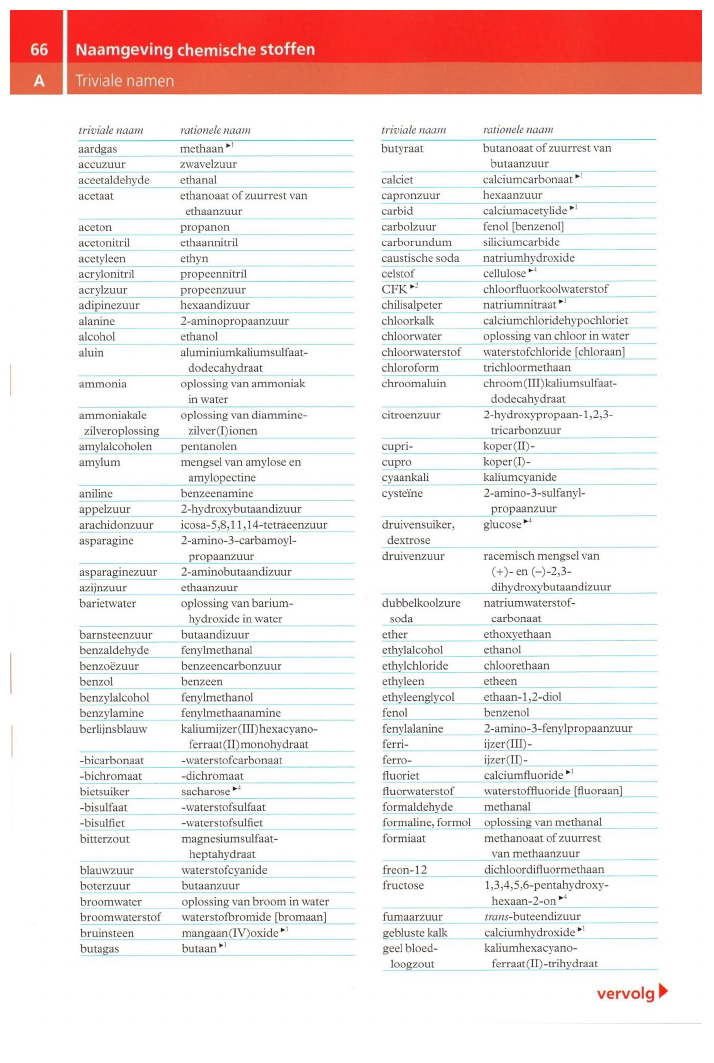 66 Naamgeving chemische stoffen
A Triviale namen
triviale naam rationele naam
aardgas methaan ►1
accuzuur zwavelzuur
aceetaldehyde ethanal
acetaat ethanoaat of zuurrest van
ethaanzuur
aceton propanon
acetonitril ethaannitril
acetyleen ethyn
acrylonitril propeennitril
acrylzuur propeenzuur
adipinezuur hexaandizuur
alanine 2-aminopropaanzuur
alcohol ethanol
aluin aluminiumkaliumsulfaat-
dodecahydraat
ammonia oplossing van ammoniak
in water
ammoniakale oplossing van diammine-
zilveroplossing zilver(I)ionen
amylalcoholen pentanolen
amylum mengsel van amylose en
amylopectine
aniline benzeenamine
appelzuur 2-hydroxybutaandizuur
arachidonzuur icosa-5,8,11,14-tetraeenzuur
asparagine 2-amino-3-carbamoyl-
propaanzuur
asparaginezuur 2-aminobutaandizuur
azijnzuur ethaanzuur
barietwater oplossing van barium-
hydroxide in water
barnsteenzuur butaandizuur
benzaldehyde fenylmethanal
benzoëzuur benzeencarbonzuur
benzol benzeen
benzylalcohol fenylmethanol
benzylamine fenylmethaanamine
berlijnsblauw kaliumijzer(III)hexacyano-
ferraat(II)monohydraat
-bicarbonaat -waterstofcarbonaat
-bichromaat -dichromaat
bietsuiker sacharose ►4
-bisulfaat -waterstofsulfaat
-bisulfiet -waterstofsulfiet
bitterzout magnesiumsulfaat-
heptahydraat
blauwzuur waterstofcyanide
boterzuur butaanzuur
broomwater oplossing van broom in water
broomwaterstof waterstofbromide [bromaan]
bruinsteen mangaan(IV)oxide ►1
butagas butaan ►1
triviale naam rationele naam
butyraat butanoaat of zuurrest van
butaanzuur
calciet calciumcarbonaat ►1
capronzuur hexaanzuur
carbid calciumacetylide ►1
carbolzuur fenol [benzenol]
carborundum siliciumcarbide
caustische soda natriumhydroxide
celstof cellulose ►4
CFK ►2 chloorfluorkoolwaterstof
chilisalpeter natriumnitraat ►1
chloorkalk calciumchloridehypochloriet
chloorwater oplossing van chloor in water
chloorwaterstof waterstofchloride [chloraan]
chloroform trichloormethaan
chroomaluin chroom(III)kaliumsulfaat-
dodecahydraat
citroenzuur 2-hydroxypropaan-1,2,3-
tricarbonzuur
cupri- koper(II)-
cupro koper(I)-
cyaankali kaliumcyanide
cysteïne 2-amino-3-sulfanyl-
propaanzuur
druivensuiker, glucose ►4
dextrose
druivenzuur racemisch mengsel van
(+)- en (–)-2,3-
dihydroxybutaandizuur
dubbelkoolzure natriumwaterstof-
soda carbonaat
ether ethoxyethaan
ethylalcohol ethanol
ethylchloride chloorethaan
ethyleen etheen
ethyleenglycol ethaan-1,2-diol
fenol benzenol
fenylalanine 2-amino-3-fenylpropaanzuur
ferri- ijzer(III)-
ferro- ijzer(II)-
fluoriet calciumfluoride ►1
fluorwaterstof waterstoffluoride [fluoraan]
formaldehyde methanal
formaline, formol oplossing van methanal
formiaat methanoaat of zuurrest
van methaanzuur
freon-12 dichloordifluormethaan
fructose 1,3,4,5,6-pentahydroxy-
hexaan-2-on ►4
fumaarzuur trans-buteendizuur
gebluste kalk calciumhydroxide ►1
geel bloed- kaliumhexacyano-
loogzout ferraat(II)-trihydraat
vervolg ►